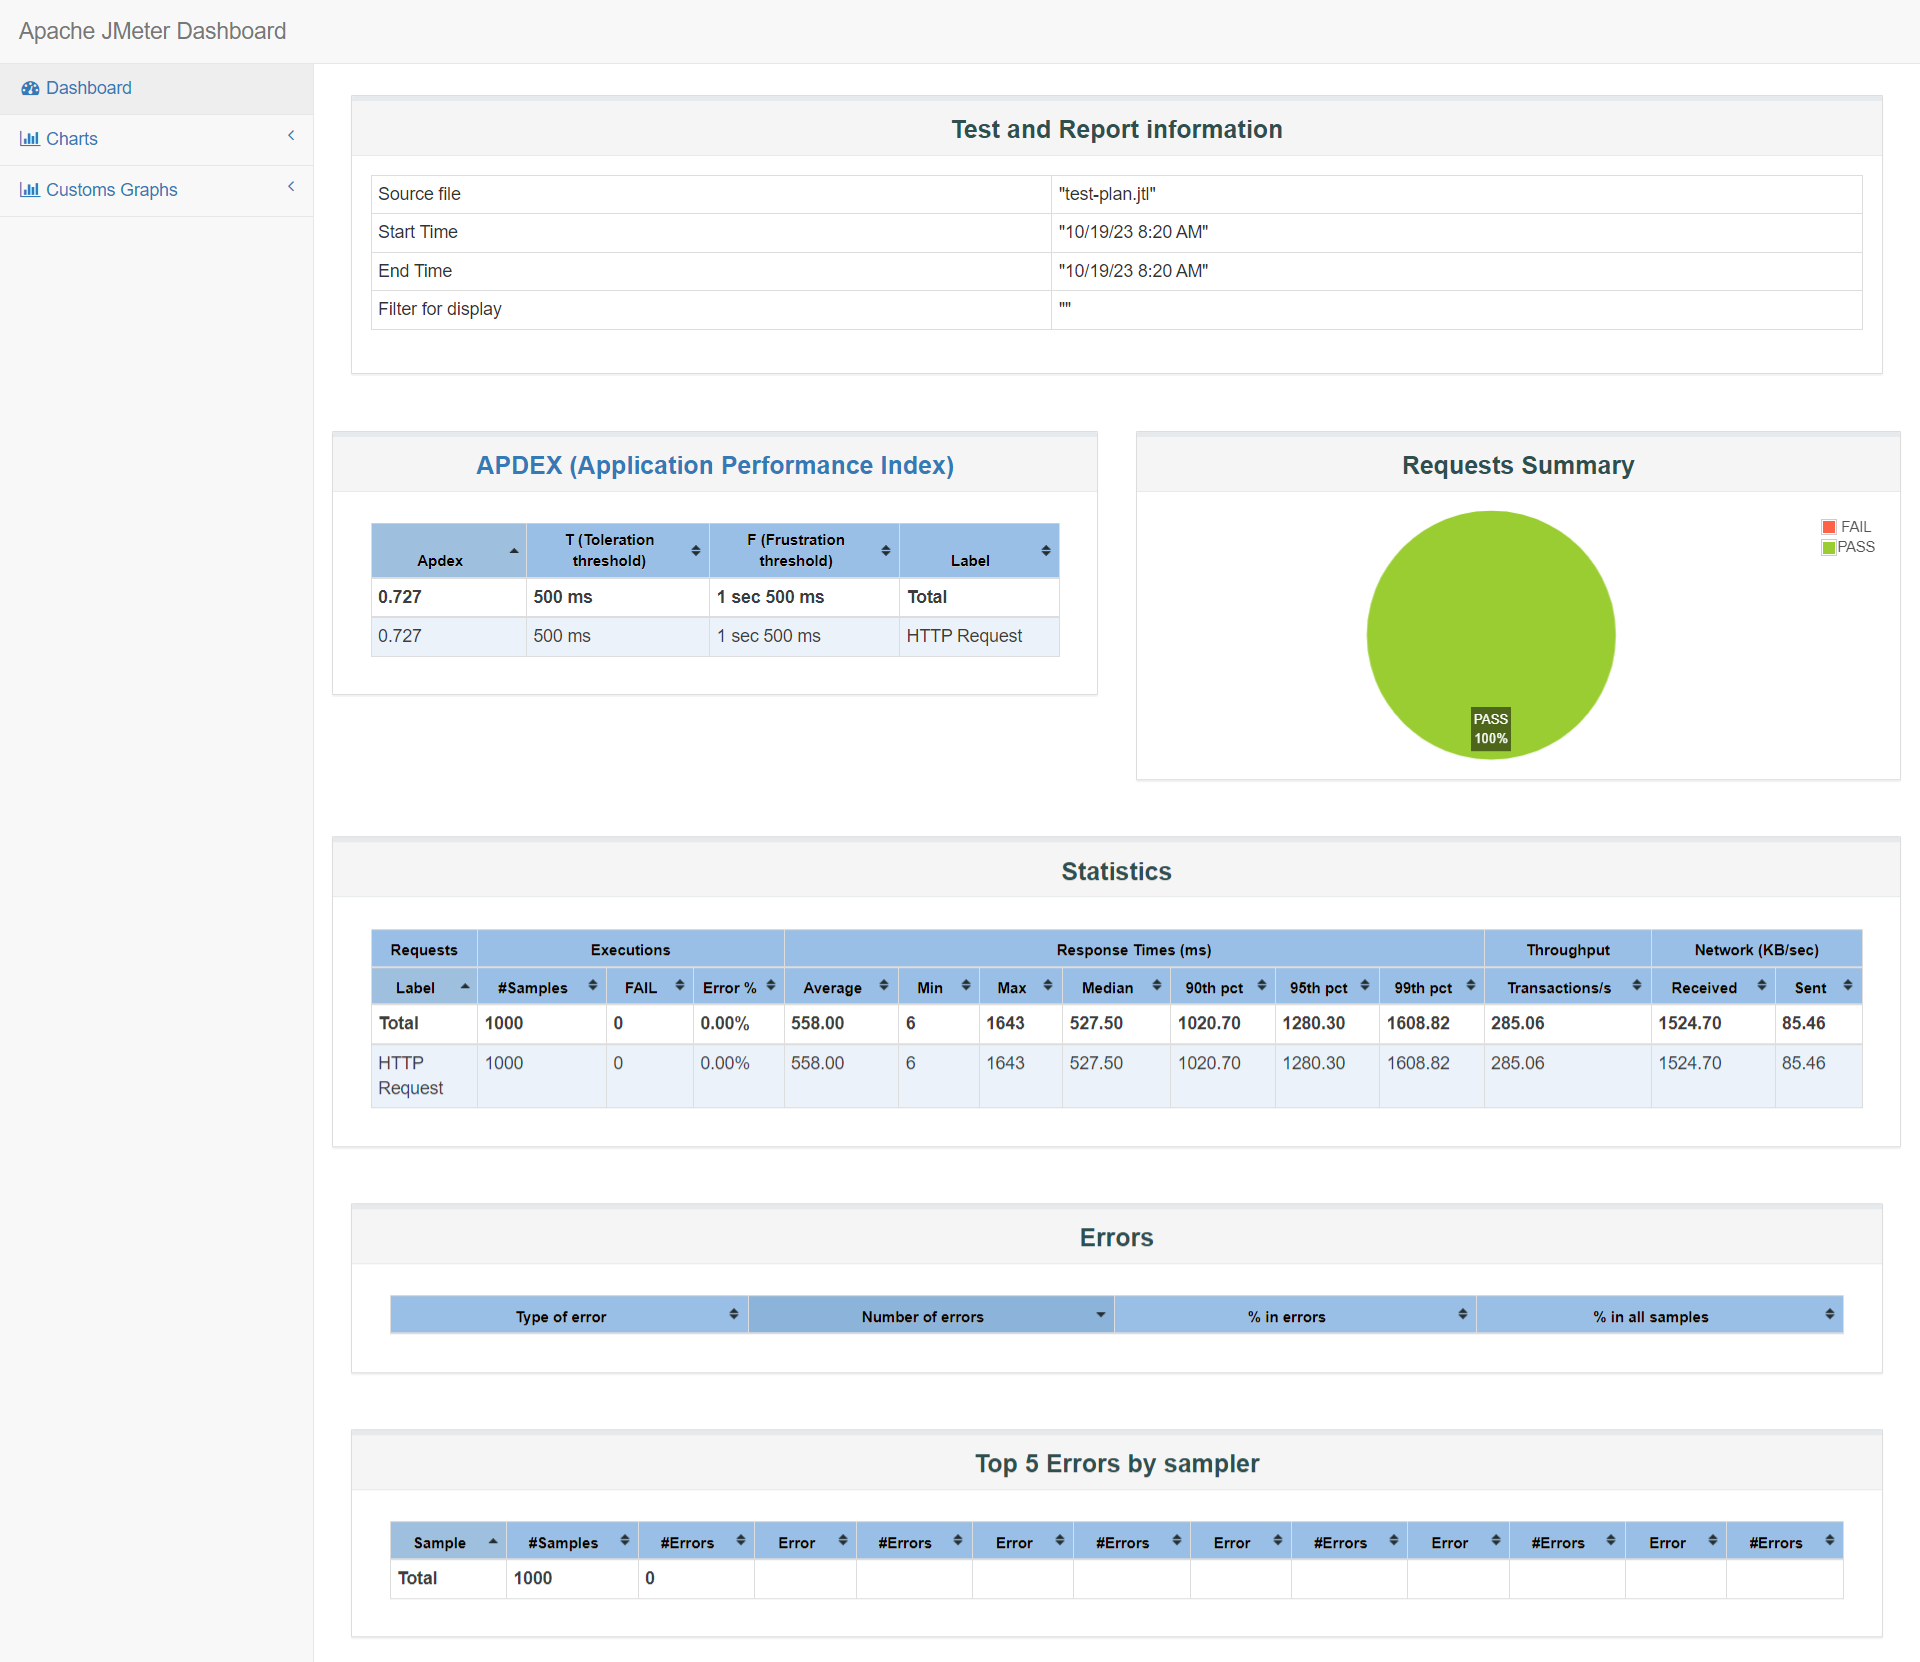 Apache JMeter Dashboard
Dashboard
Charts
Customs Graphs
Test and Report information
Source file "test-plan.jtl"
Start Time "10/19/23 8:20 AM"
End Time "10/19/23 8:20 AM"
Filter for display ""
APDEX (Application Performance Index)
Apdex T (Toleration threshold) F (Frustration threshold) Label
0.727 500 ms 1 sec 500 ms Total
0.727 500 ms 1 sec 500 ms HTTP Request
Requests Summary
FAIL
PASS
PASS
100%
Statistics
Requests Executions Response Times (ms) Throughput Network (KB/sec)
Label #Samples FAIL Error % Average Min Max Median 90th pct 95th pct 99th pct Transactions/s Received Sent
Total 1000 0 0.00% 558.00 6 1643 527.50 1020.70 1280.30 1608.82 285.06 1524.70 85.46
HTTP Request 1000 0 0.00% 558.00 6 1643 527.50 1020.70 1280.30 1608.82 285.06 1524.70 85.46
Errors
Type of error Number of errors % in errors % in all samples
Top 5 Errors by sampler
Sample #Samples #Errors Error #Errors Error #Errors Error #Errors Error #Errors Error #Errors
Total 1000 0